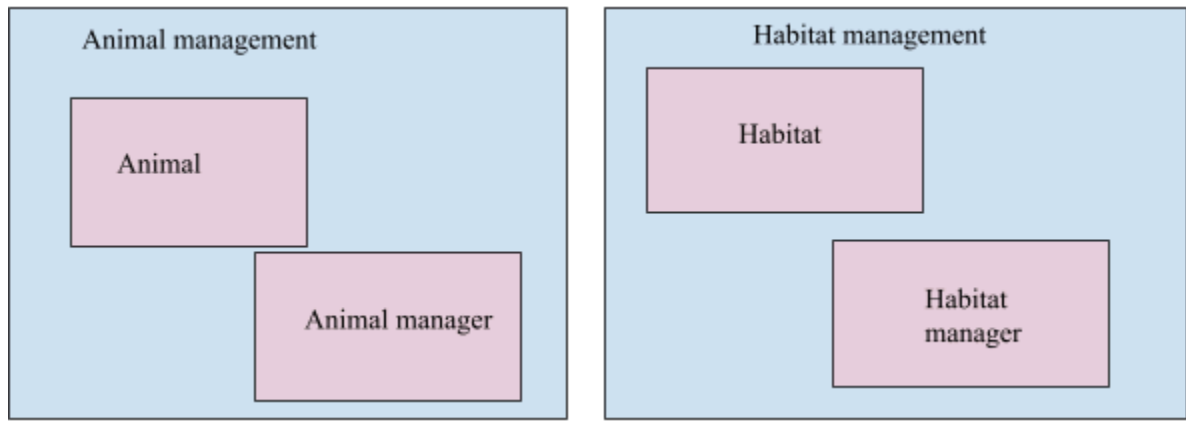 Animal management
Animal
Animal manager
Habitat management
Habitat
Habitat
manager